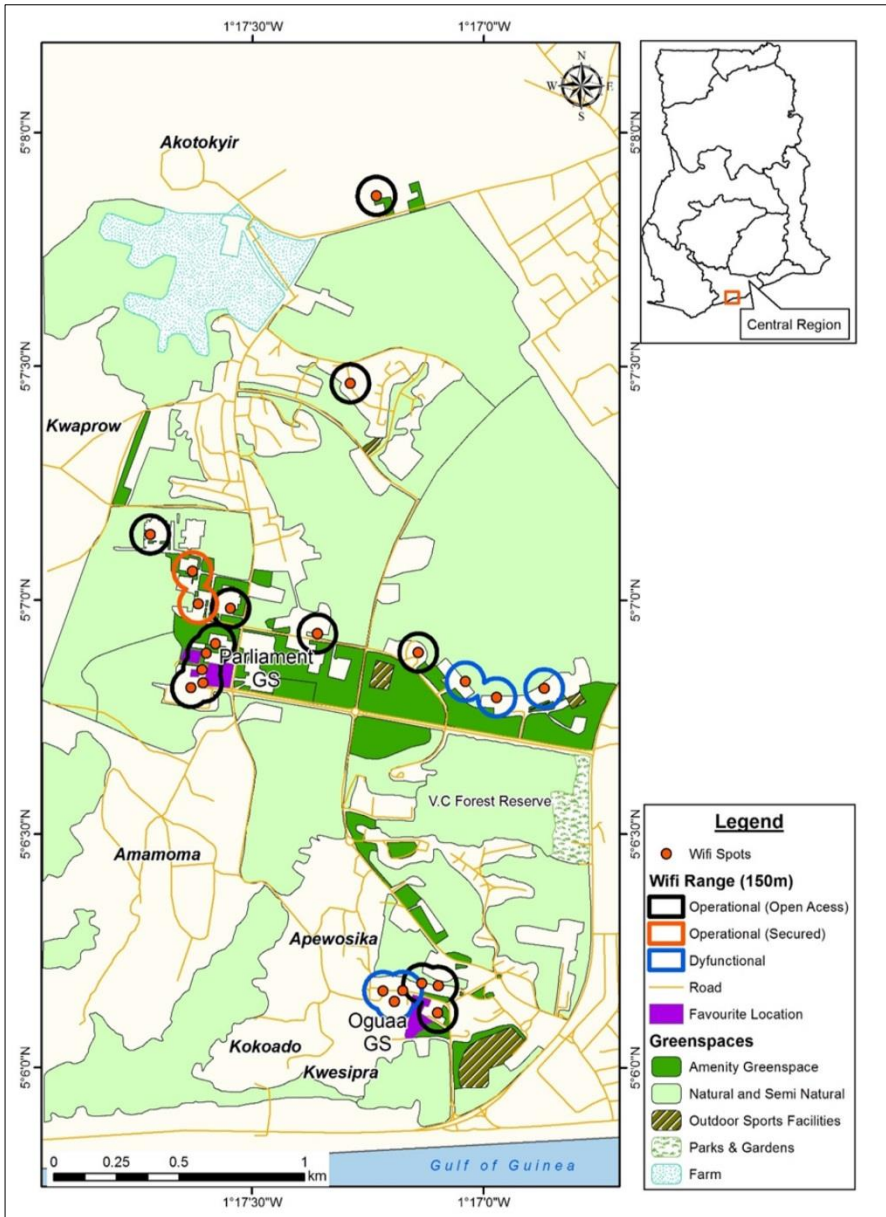 1°17'30"W
1°17'0"W
N
W
E
S
5°8'0"N
5°8'0"N
Akotokyir
Central Region
5°7'30"N
5°7'30"N
Kwaprow
5°7'0"N
5°7'0"N
Parliament
GS
V.C Forest Reserve
5°6'30"N
5°6'30"N
Amamoma
Apewosika
Oguaa
GS
Kokoado
Kwesipra
5°6'0"N
5°6'0"N
0 0.25 0.5 1
km
Gulf of Guinea
1°17'30"W
1°17'0"W
Legend
Wifi Spots
Wifi Range (150m)
Operational (Open Acess)
Operational (Secured)
Dyfunctional
Road
Favourite Location
Greenspaces
Amenity Greenspace
Natural and Semi Natural
Outdoor Sports Facilities
Parks & Gardens
Farm